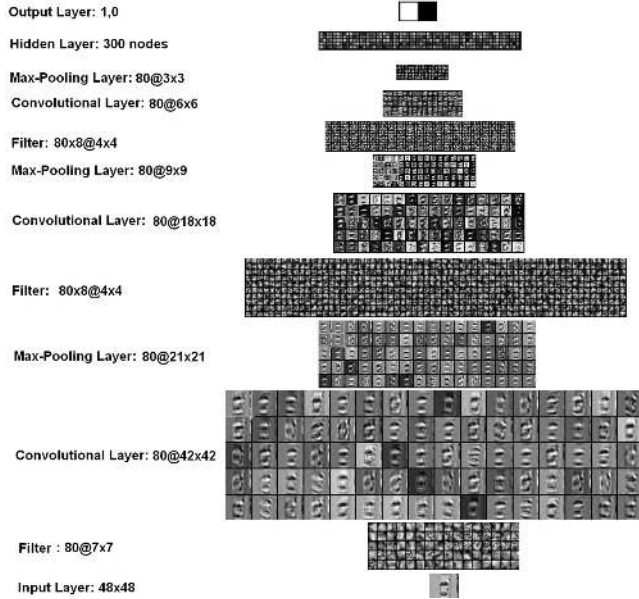 Output Layer: 1,0
Hidden Layer: 300 nodes
Max-Pooling Layer: 80@3x3
Convolutional Layer: 80@6x6
Filter: 80x8@4x4
Max-Pooling Layer: 80@9x9
Convolutional Layer: 80@18x18
Filter: 80x8@4x4
Max-Pooling Layer: 80@21x21
Convolutional Layer: 80@42x42
Filter : 80@7x7
Input Layer: 48x48